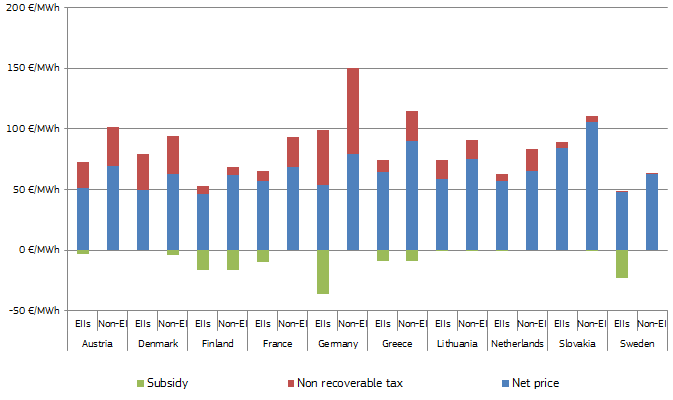 200 €/MWh
150 €/MWh
100 €/MWh
50 €/MWh
0 €/MWh
-50 €/MWh
EIIs Non-EI EIIs Non-EI EIIs Non-EI EIIs Non-EI EIIs Non-EI EIIs Non-EI EIIs Non-EI EIIs Non-EI EIIs Non-EI EIIs Non-EI
Austria Denmark Finland France Germany Greece Lithuania Netherlands Slovakia Sweden
Subsidy Non recoverable tax Net price